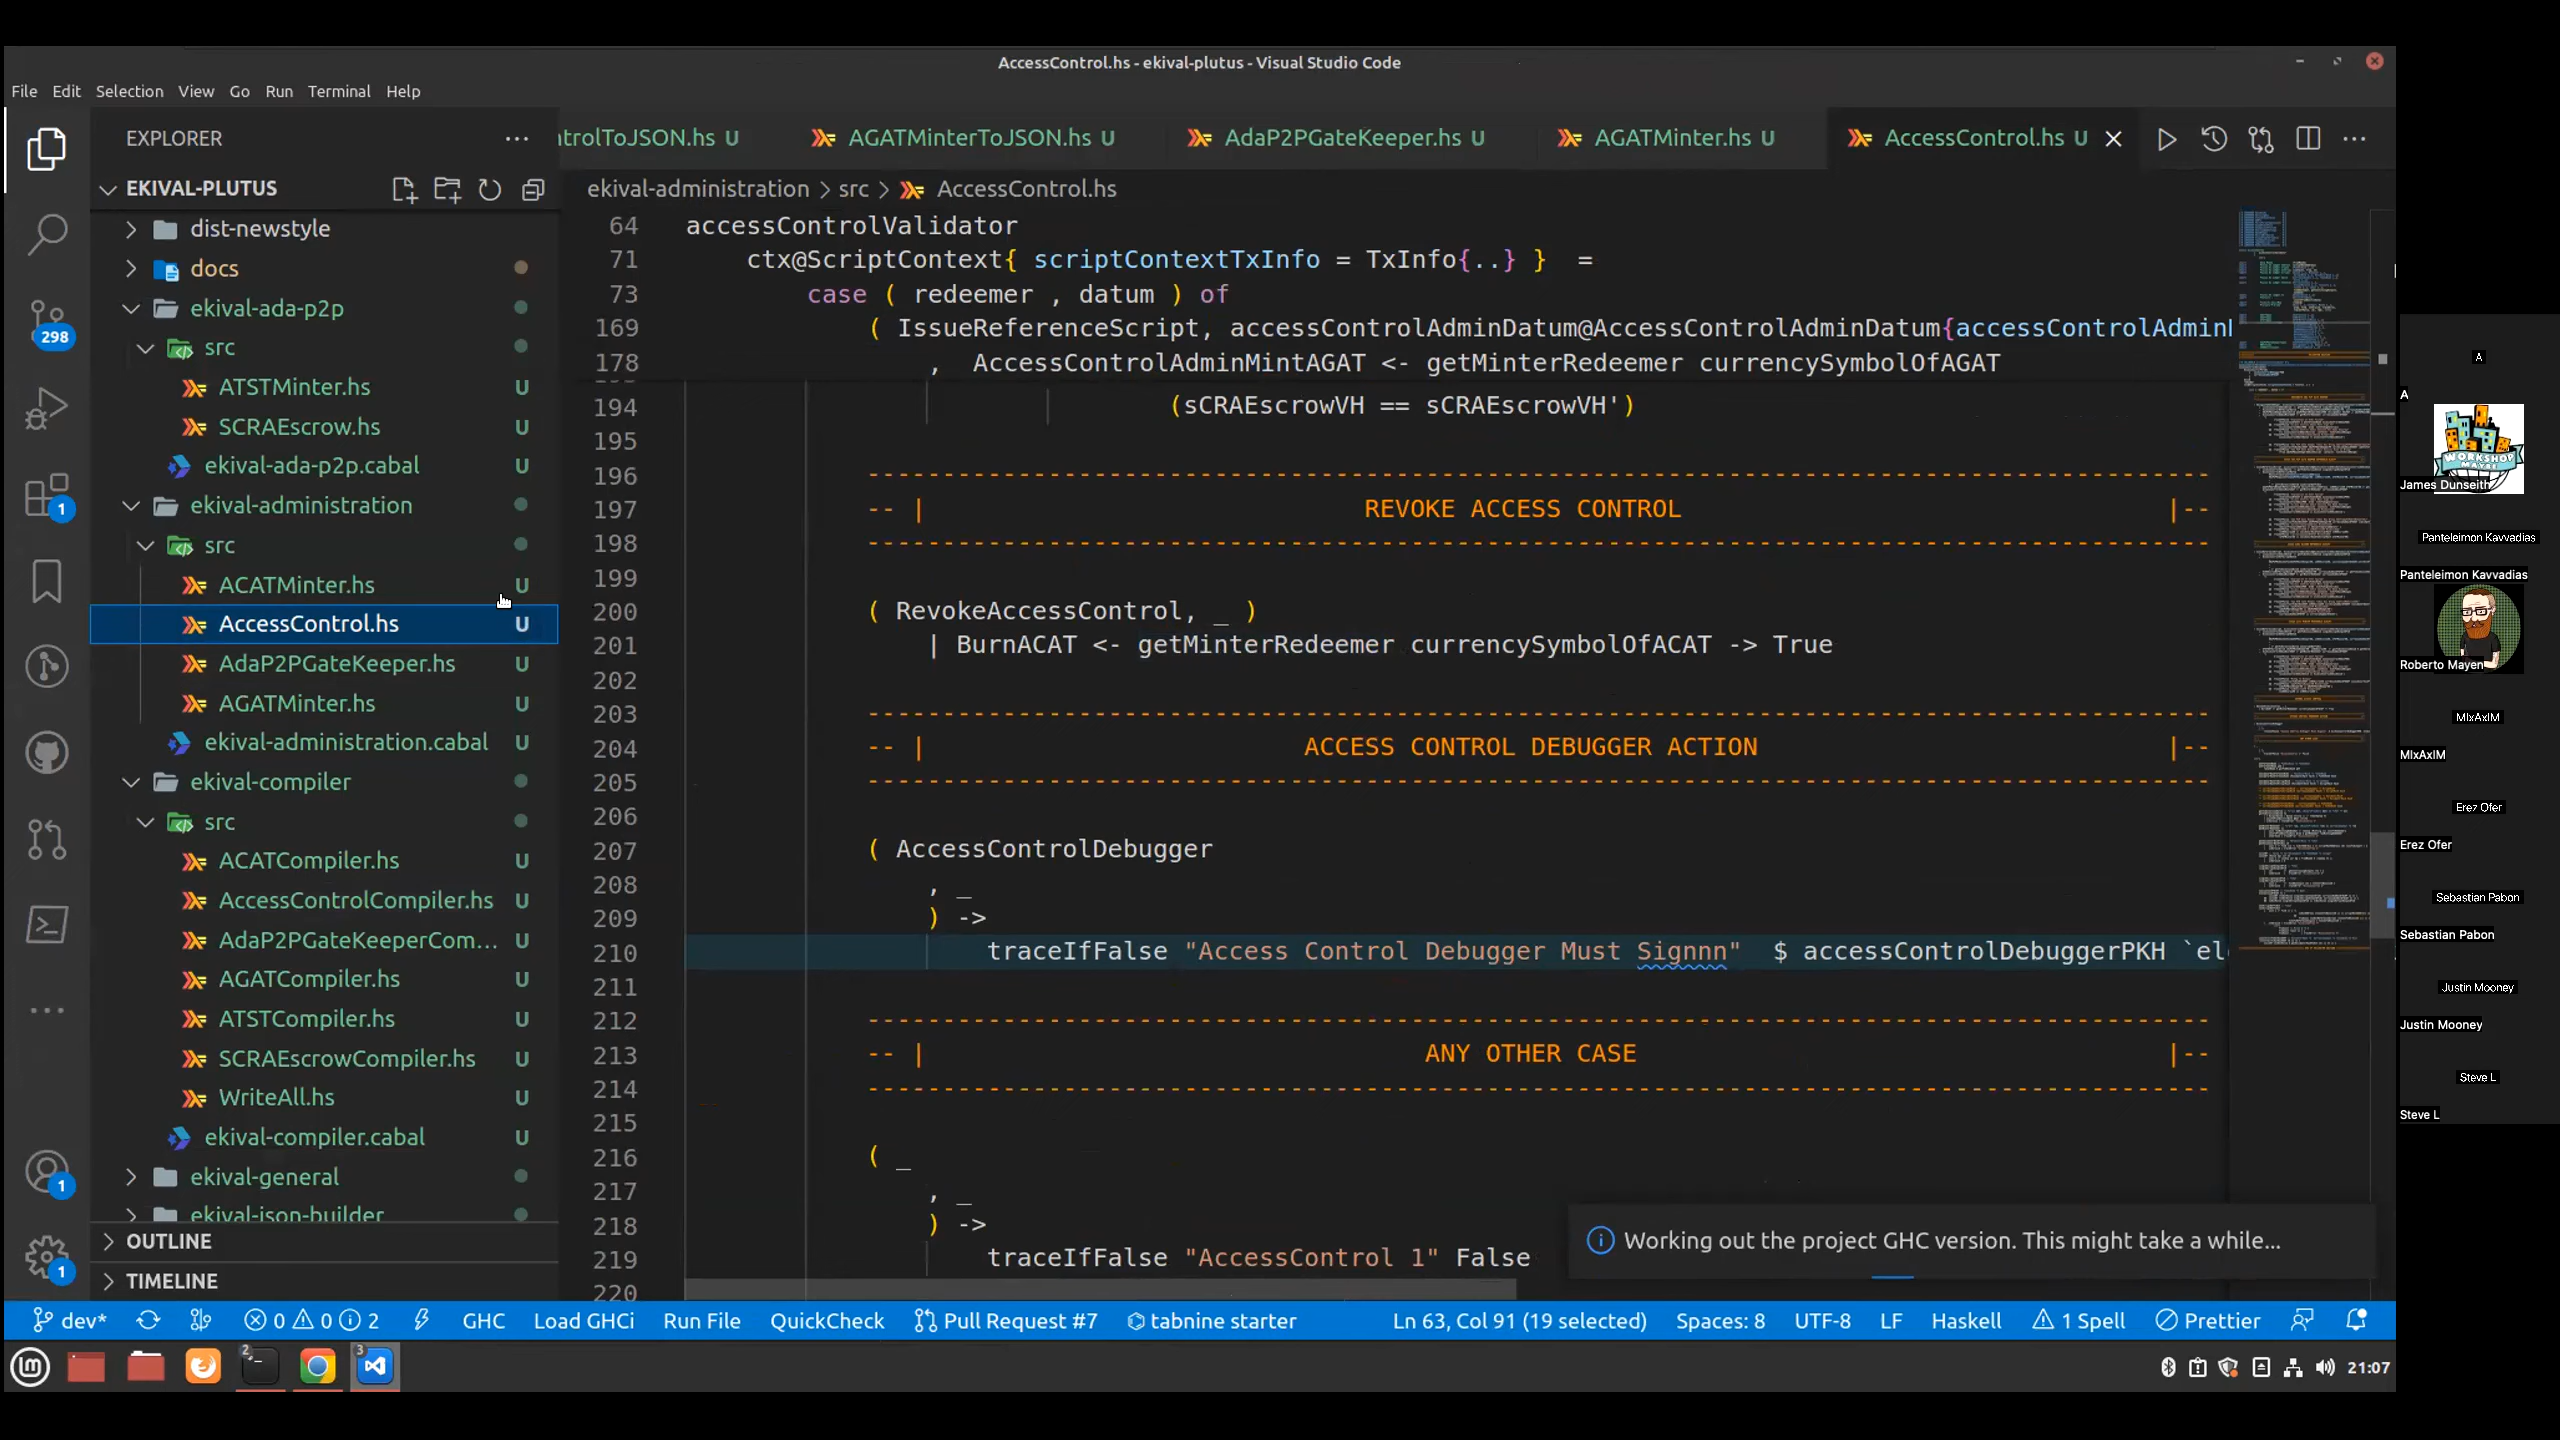 AccessControl.hs - ekival-plutus - Visual Studio Code
File Edit Selection View Go Run Terminal Help
EXPLORER
EKIVAL-PLUTUS
dist-newstyle
docs
ekival-ada-p2p
src
ATSTMinter.hs U
SCRAEscrow.hs U
ekival-ada-p2p.cabal U
ekival-administration
src
ACATMinter.hs U
AccessControl.hs U
AdaP2PGateKeeper.hs U
AGATMinter.hs U
ekival-administration.cabal U
ekival-compiler
src
ACATCompiler.hs U
AccessControlCompiler.hs U
AdaP2PGateKeeperCom... U
AGATCompiler.hs U
ATSTCompiler.hs U
SCRAEscrowCompiler.hs U
WriteAll.hs U
ekival-compiler.cabal U
ekival-general
ekival-json-builder
OUTLINE
TIMELINE
298
1
1
1
ntrolToJSON.hs U AGATMinterToJSON.hs U AdaP2PGateKeeper.hs U AGATMinter.hs U AccessControl.hs U
ekival-administration > src > AccessControl.hs
64 accessControlValidator
71 ctx@ScriptContext{ scriptContextTxInfo = TxInfo{..} } =
73 case ( redeemer , datum ) of
169 ( IssueReferenceScript, accessControlAdminDatum@AccessControlAdminDatum{accessControlAdminD
178 , AccessControlAdminMintAGAT <- getMinterRedeemer currencySymbolOfAGAT
194 (sCRAEscrowVH == sCRAEscrowVH')
195
196 ----------------------------------------------------------------------------------------
197 -- | REVOKE ACCESS CONTROL |--
198 ----------------------------------------------------------------------------------------
199
200 ( RevokeAccessControl, _ )
201 | BurnACAT <- getMinterRedeemer currencySymbolOfACAT -> True
202
203 ----------------------------------------------------------------------------------------
204 -- | ACCESS CONTROL DEBUGGER ACTION |--
205 ----------------------------------------------------------------------------------------
206
207 ( AccessControlDebugger
208 , _
209 ) ->
210 traceIfFalse "Access Control Debugger Must Signnn" $ accessControlDebuggerPKH `el
211
212 ----------------------------------------------------------------------------------------
213 -- | ANY OTHER CASE |--
214 ----------------------------------------------------------------------------------------
215
216 ( _
217 , _
218 ) ->
219 traceIfFalse "AccessControl 1" False
220
Working out the project GHC version. This might take a while...
dev* 0 0 2 GHC Load GHCi Run File QuickCheck Pull Request #7 tabnine starter Ln 63, Col 91 (19 selected) Spaces: 8 UTF-8 LF Haskell 1 Spell Prettier
2 3 21:07
A
A
WORKSHOP
MAYBE
James Dunseith
Panteleimon Kavvadias
Panteleimon Kavvadias
Roberto Mayen
MIxAxIM
MIxAxIM
Erez Ofer
Erez Ofer
Sebastian Pabon
Sebastian Pabon
Justin Mooney
Justin Mooney
Steve L
Steve L